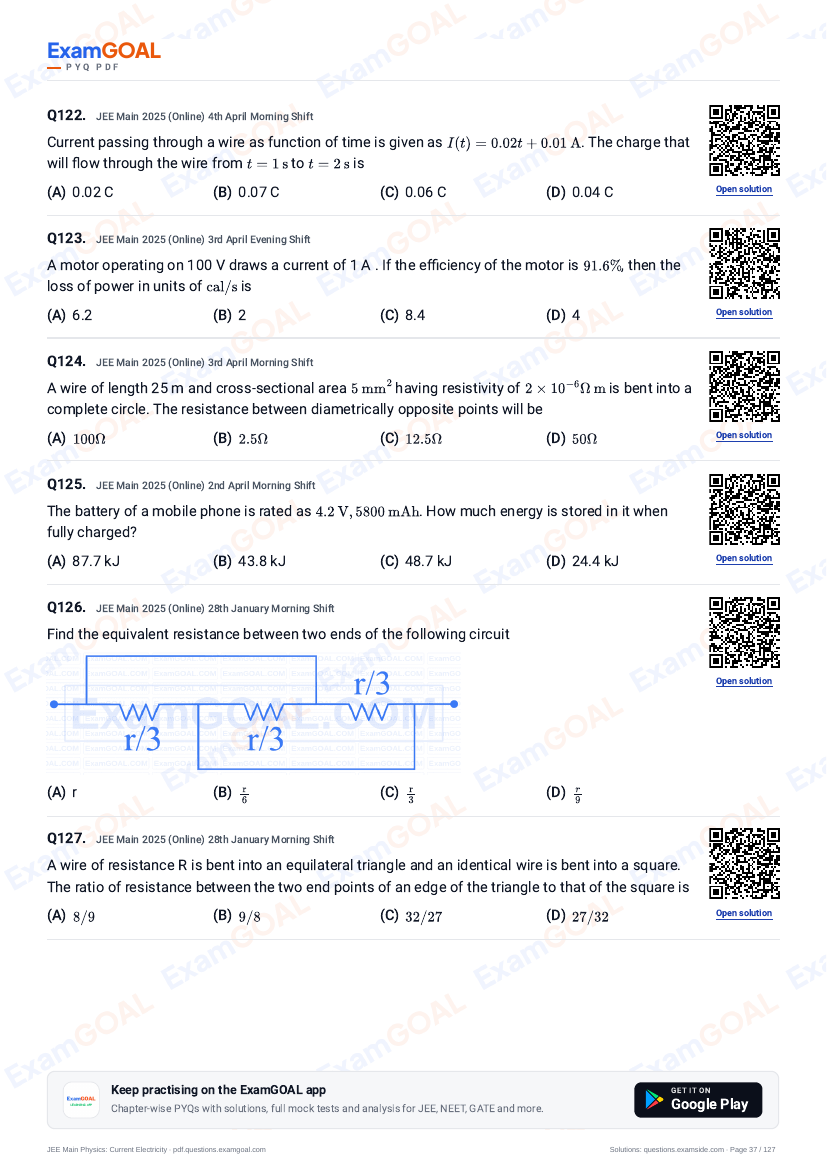 ExamGOAL
PYQ PDF
Q122. JEE Main 2025 (Online) 4th April Morning Shift
Current passing through a wire as function of time is given as I(t) = 0.02t + 0.01 A. The charge that
will flow through the wire from t = 1 s to t = 2 s is
(A) 0.02 C (B) 0.07 C (C) 0.06 C (D) 0.04 C
Open solution
Q123. JEE Main 2025 (Online) 3rd April Evening Shift
A motor operating on 100 V draws a current of 1 A . If the efficiency of the motor is 91.6%, then the
loss of power in units of cal/s is
(A) 6.2 (B) 2 (C) 8.4 (D) 4
Open solution
Q124. JEE Main 2025 (Online) 3rd April Morning Shift
A wire of length 25 m and cross-sectional area 5 mm² having resistivity of 2 × 10⁻⁶Ω m is bent into a
complete circle. The resistance between diametrically opposite points will be
(A) 100Ω (B) 2.5Ω (C) 12.5Ω (D) 50Ω
Open solution
Q125. JEE Main 2025 (Online) 2nd April Morning Shift
The battery of a mobile phone is rated as 4.2 V, 5800 mAh. How much energy is stored in it when
fully charged?
(A) 87.7 kJ (B) 43.8 kJ (C) 48.7 kJ (D) 24.4 kJ
Open solution
Q126. JEE Main 2025 (Online) 28th January Morning Shift
Find the equivalent resistance between two ends of the following circuit
Open solution
r/3
ExamGOAL.COM
r/3 r/3
(A) r (B) r/6 (C) r/3 (D) r/9
Q127. JEE Main 2025 (Online) 28th January Morning Shift
A wire of resistance R is bent into an equilateral triangle and an identical wire is bent into a square.
The ratio of resistance between the two end points of an edge of the triangle to that of the square is
(A) 8/9 (B) 9/8 (C) 32/27 (D) 27/32
Open solution
Keep practising on the ExamGOAL app
Chapter-wise PYQs with solutions, full mock tests and analysis for JEE, NEET, GATE and more.
GET IT ON
Google Play
JEE Main Physics: Current Electricity · pdf.questions.examgoal.com
Solutions: questions.examside.com · Page 37 / 127